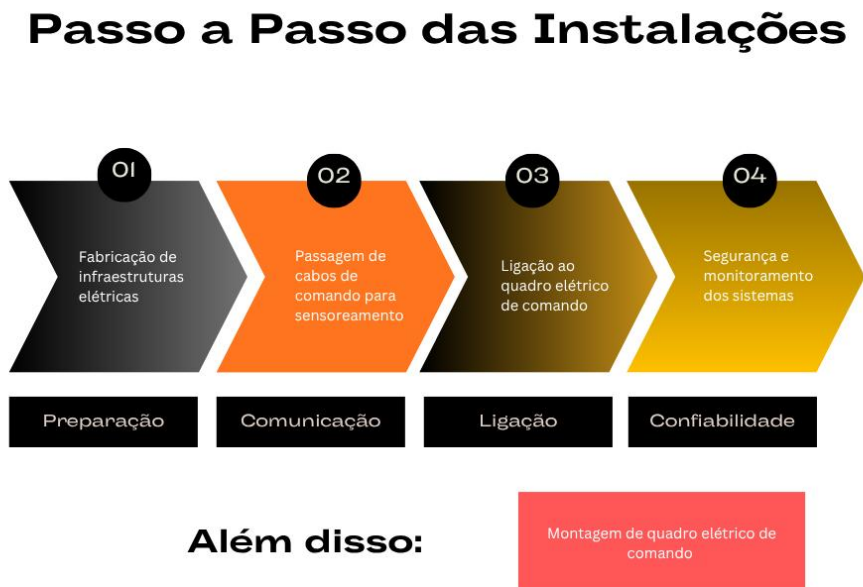 Passo a Passo das Instalações
01
02
03
04
Fabricação de
infraestruturas
elétricas
Passagem de
cabos de
comando para
sensoreamento
Ligação ao
quadro elétrico
de comando
Segurança e
monitoramento
dos sistemas
Preparação
Comunicação
Ligação
Confiabilidade
Além disso:
Montagem de quadro elétrico de
comando